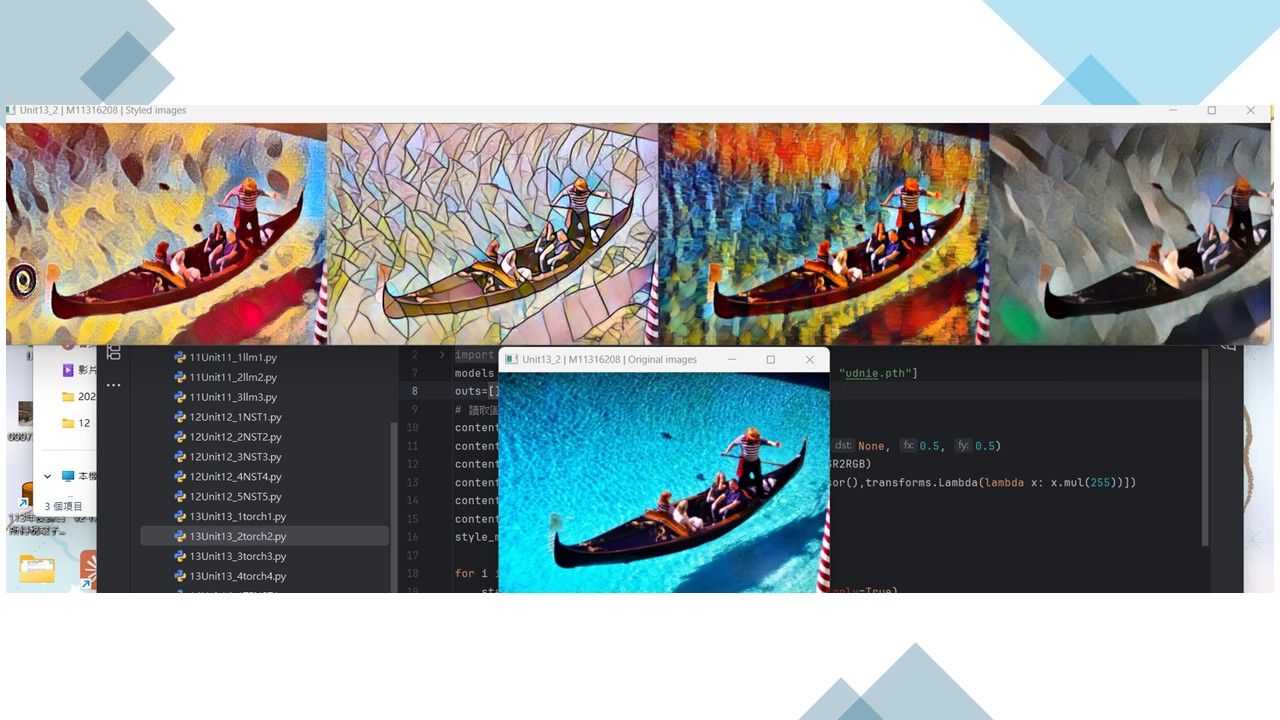 Unit13_2 | M11316208 | Styled images
影片
202
12
本機
3 個項目
11Unit11_1llm1.py
11Unit11_2llm2.py
11Unit11_3llm3.py
12Unit12_1NST1.py
12Unit12_2NST2.py
12Unit12_3NST3.py
12Unit12_4NST4.py
12Unit12_5NST5.py
13Unit13_1torch1.py
13Unit13_2torch2.py
13Unit13_3torch3.py
13Unit13_4torch4.py
2 import
7 models "udnie.pth"]
8 outs=[]
9 # 讀取
10 content
11 content dst: None, fx: 0.5, fy: 0.5)
12 content GR2RGB)
13 content or(),transforms.Lambda(lambda x: x.mul(255))])
14 content
15 content
16 style_m
17
18 for i i
19 st only=True)
Unit13_2 | M11316208 | Original images